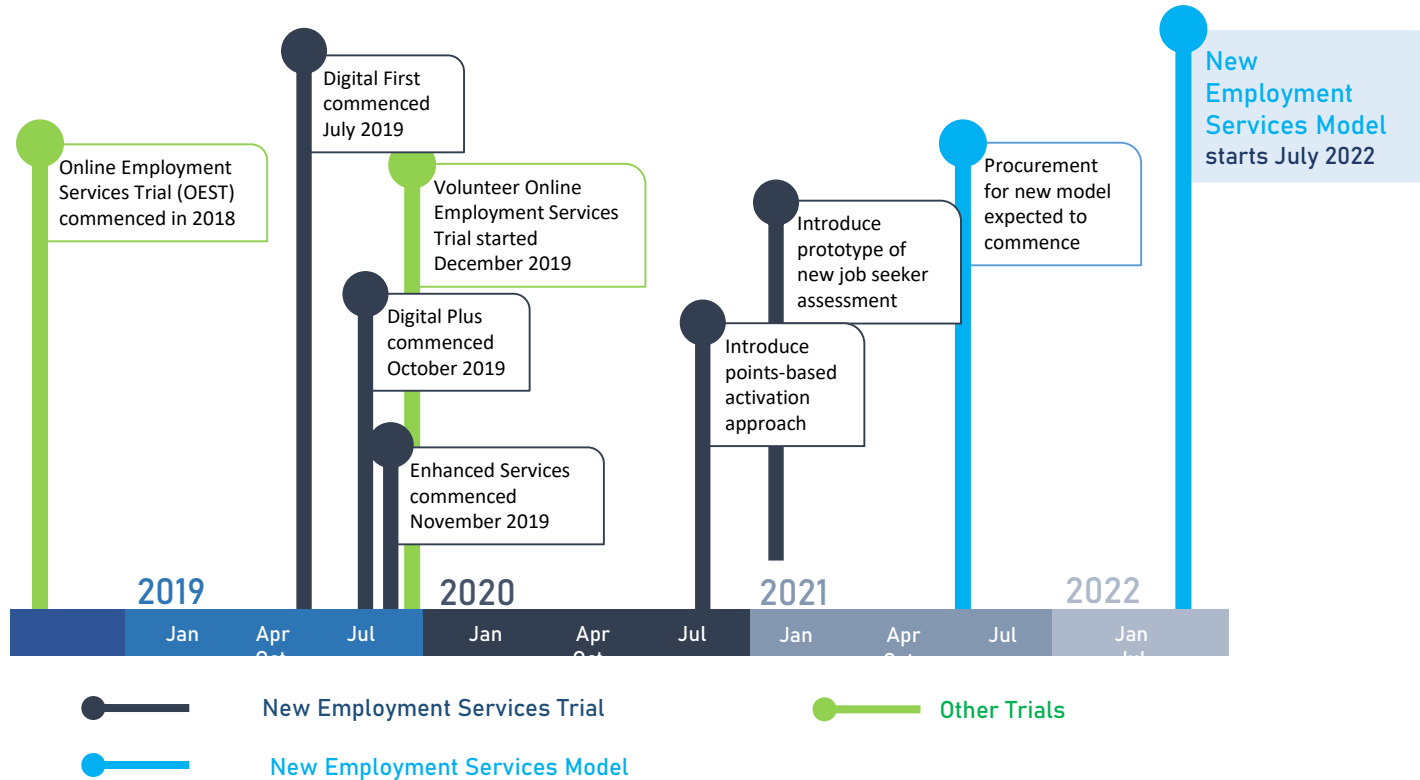 Online Employment
Services Trial (OEST)
commenced in 2018
Digital First
commenced
July 2019
Volunteer Online
Employment Services
Trial started
December 2019
Digital Plus
commenced
October 2019
Enhanced Services
commenced
November 2019
Introduce
points-based
activation
approach
Introduce
prototype of
new job seeker
assessment
Procurement
for new model
expected to
commence
New
Employment
Services Model
starts July 2022
2019
2020
2021
2022
Jan Apr Jul
Jan Apr Jul
Jan Apr Jul
Jan
New Employment Services Trial
Other Trials
New Employment Services Model